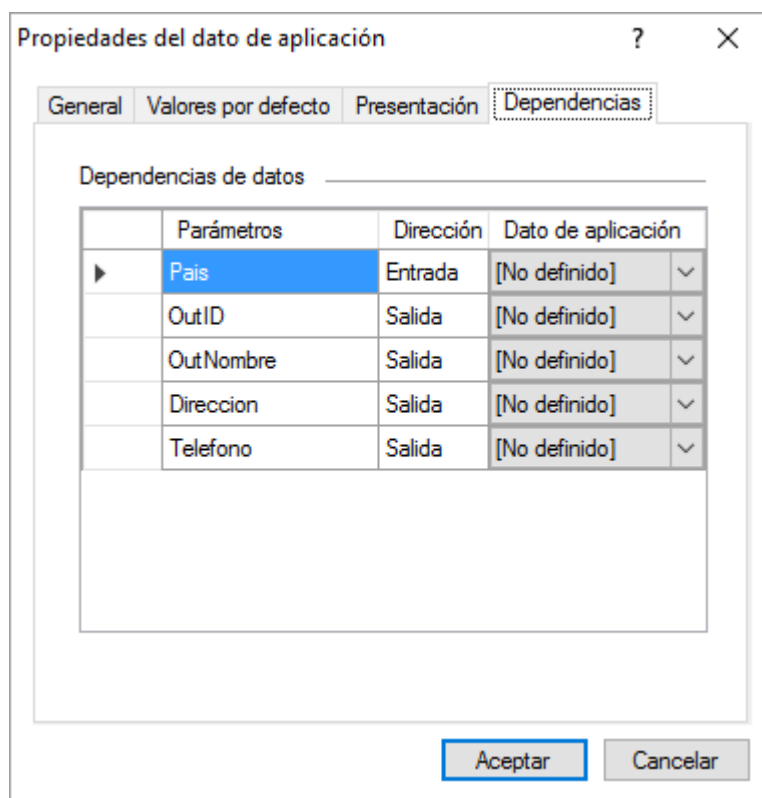 Propiedades del dato de aplicación ?
General Valores por defecto Presentación Dependencias
Dependencias de datos
Parámetros Dirección Dato de aplicación
Pais Entrada [No definido]
OutID Salida [No definido]
OutNombre Salida [No definido]
Direccion Salida [No definido]
Telefono Salida [No definido]
Aceptar Cancelar